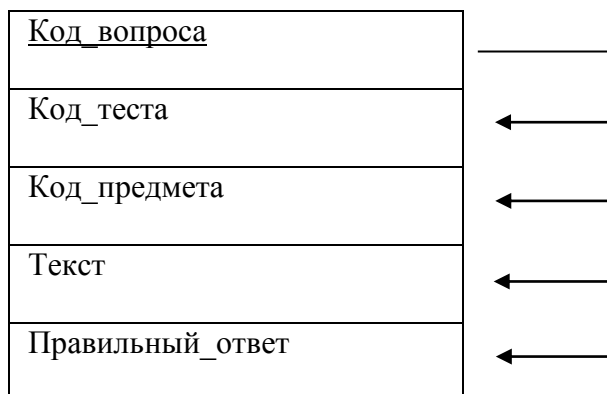 Код_вопроса
Код_теста
Код_предмета
Текст
Правильный_ответ